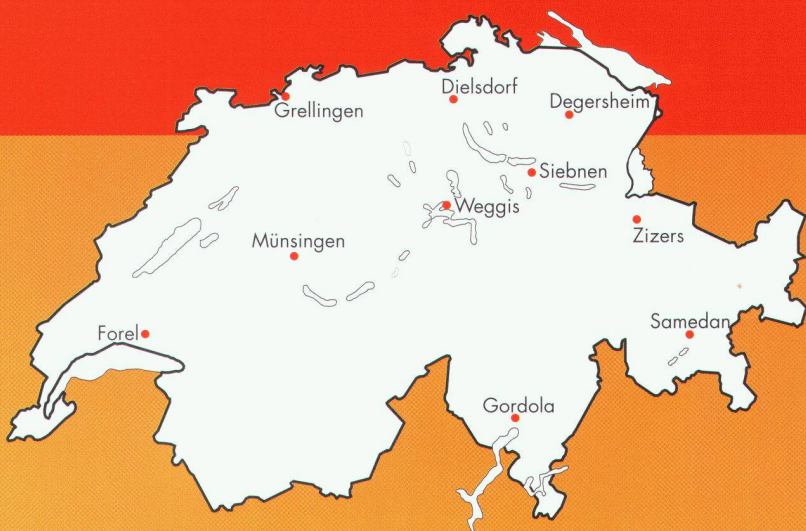 Dielsdorf
Degersheim
Grellingen
Siebnen
Weggis
Münsingen
Zizers
Samedan
Forel
Gordola